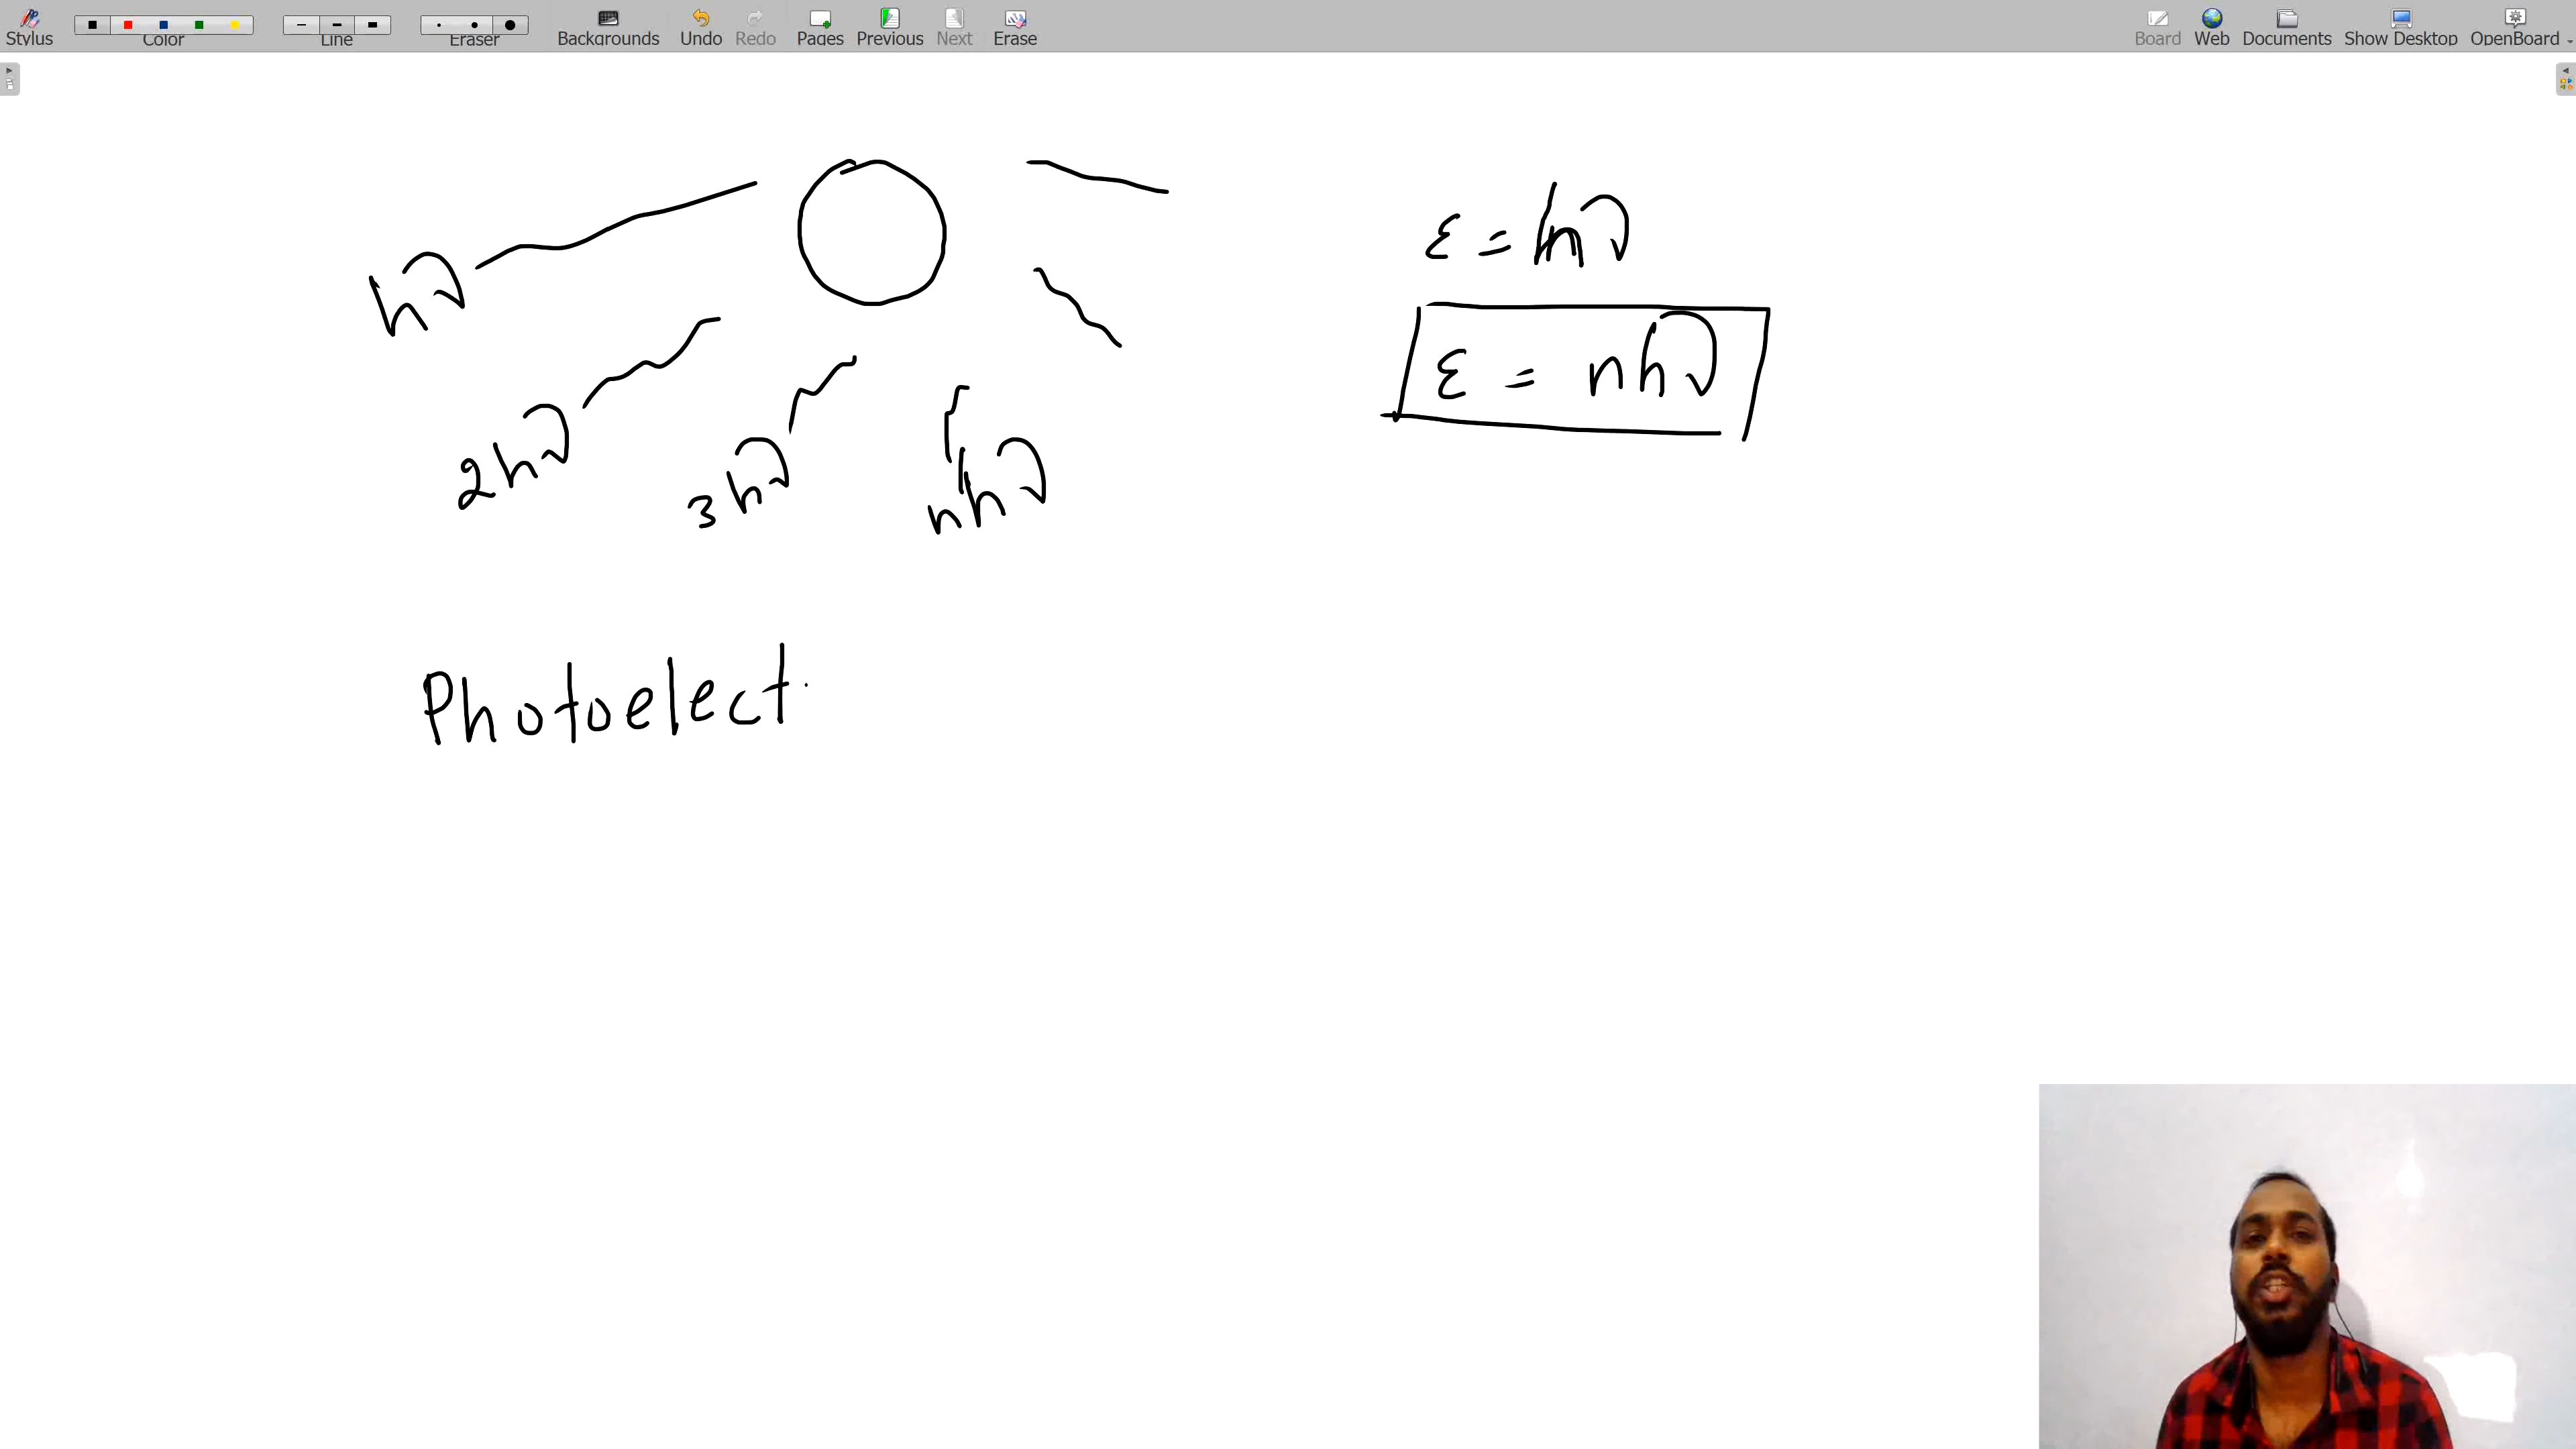 Stylus Color Line Eraser Backgrounds Undo Redo Pages Previous Next Erase Board Web Documents Show Desktop OpenBoard
hν
2hν
3hν
nhν
ε = hν
ε = nhν
Photoelect